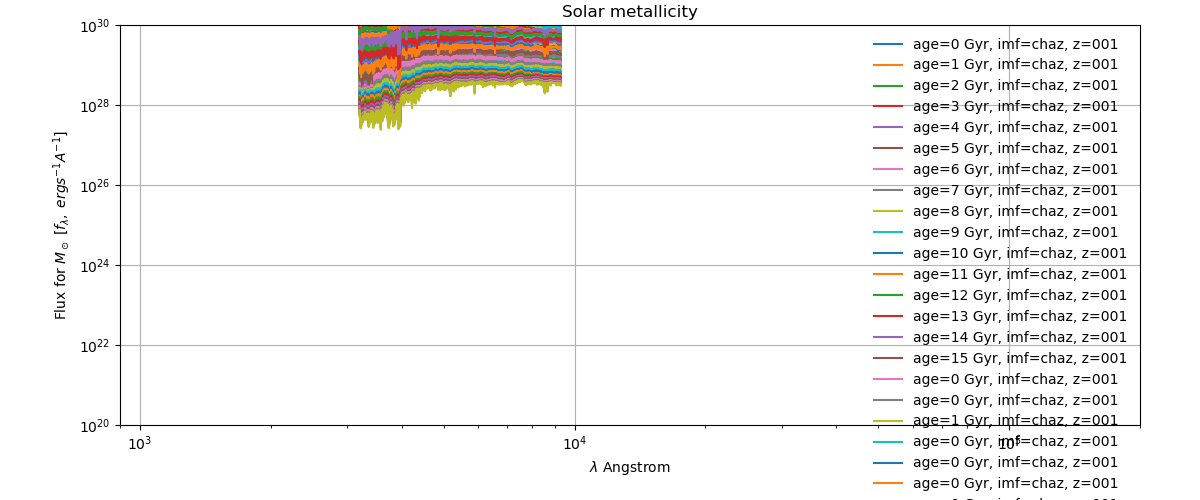 Solar metallicity
10^30
10^28
10^26
10^24
10^22
10^20
Flux for M_⊙ [f_λ, ergs^−1 A^−1]
10^3
10^4
10^5
λ Angstrom
age=0 Gyr, imf=chaz, z=001
age=1 Gyr, imf=chaz, z=001
age=2 Gyr, imf=chaz, z=001
age=3 Gyr, imf=chaz, z=001
age=4 Gyr, imf=chaz, z=001
age=5 Gyr, imf=chaz, z=001
age=6 Gyr, imf=chaz, z=001
age=7 Gyr, imf=chaz, z=001
age=8 Gyr, imf=chaz, z=001
age=9 Gyr, imf=chaz, z=001
age=10 Gyr, imf=chaz, z=001
age=11 Gyr, imf=chaz, z=001
age=12 Gyr, imf=chaz, z=001
age=13 Gyr, imf=chaz, z=001
age=14 Gyr, imf=chaz, z=001
age=15 Gyr, imf=chaz, z=001
age=0 Gyr, imf=chaz, z=001
age=0 Gyr, imf=chaz, z=001
age=1 Gyr, imf=chaz, z=001
age=0 Gyr, imf=chaz, z=001
age=0 Gyr, imf=chaz, z=001
age=0 Gyr, imf=chaz, z=001